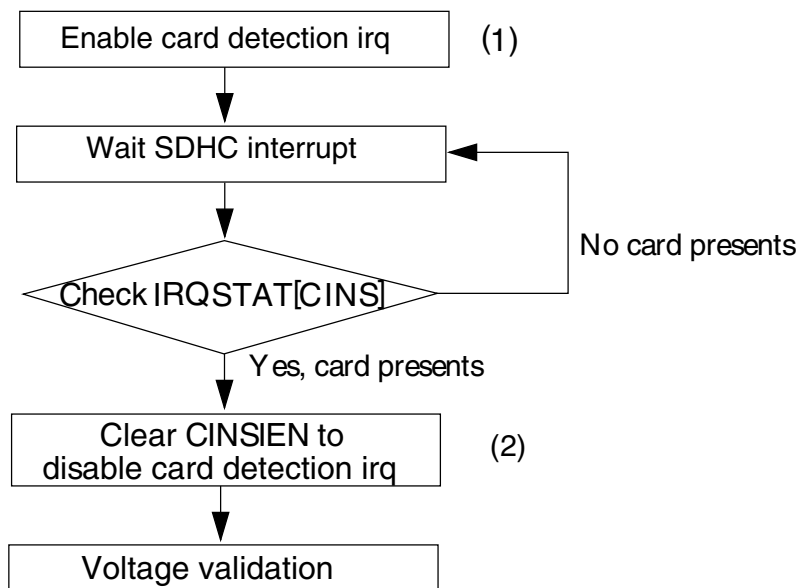 Enable card detection irq
(1)
Wait SDHC interrupt
No card presents
Check IRQSTAT[CINS]
Yes, card presents
Clear CINSIEN to
disable card detection irq
(2)
Voltage validation